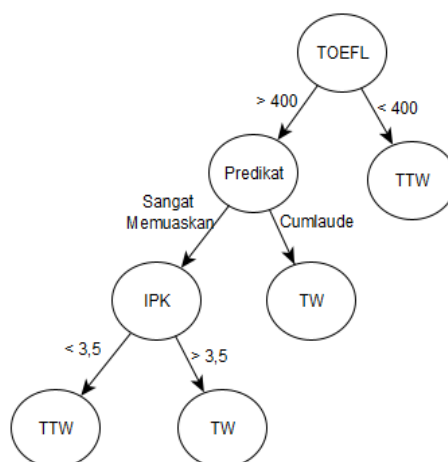 TOEFL
> 400
< 400
Predikat
TTW
Sangat
Memuaskan
Cumlaude
IPK
TW
< 3,5
> 3,5
TTW
TW